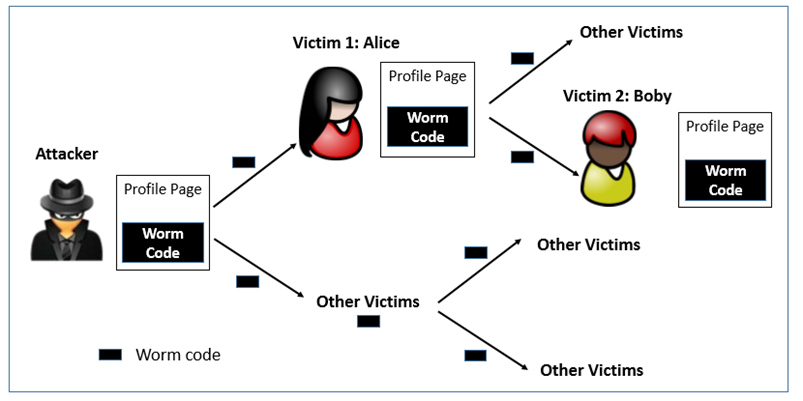 Other Victims
Victim 1: Alice
Profile Page
Worm
Code
Victim 2: Boby
Profile Page
Worm
Code
Attacker
Profile Page
Worm
Code
Other Victims
Other Victims
Worm code
Other Victims